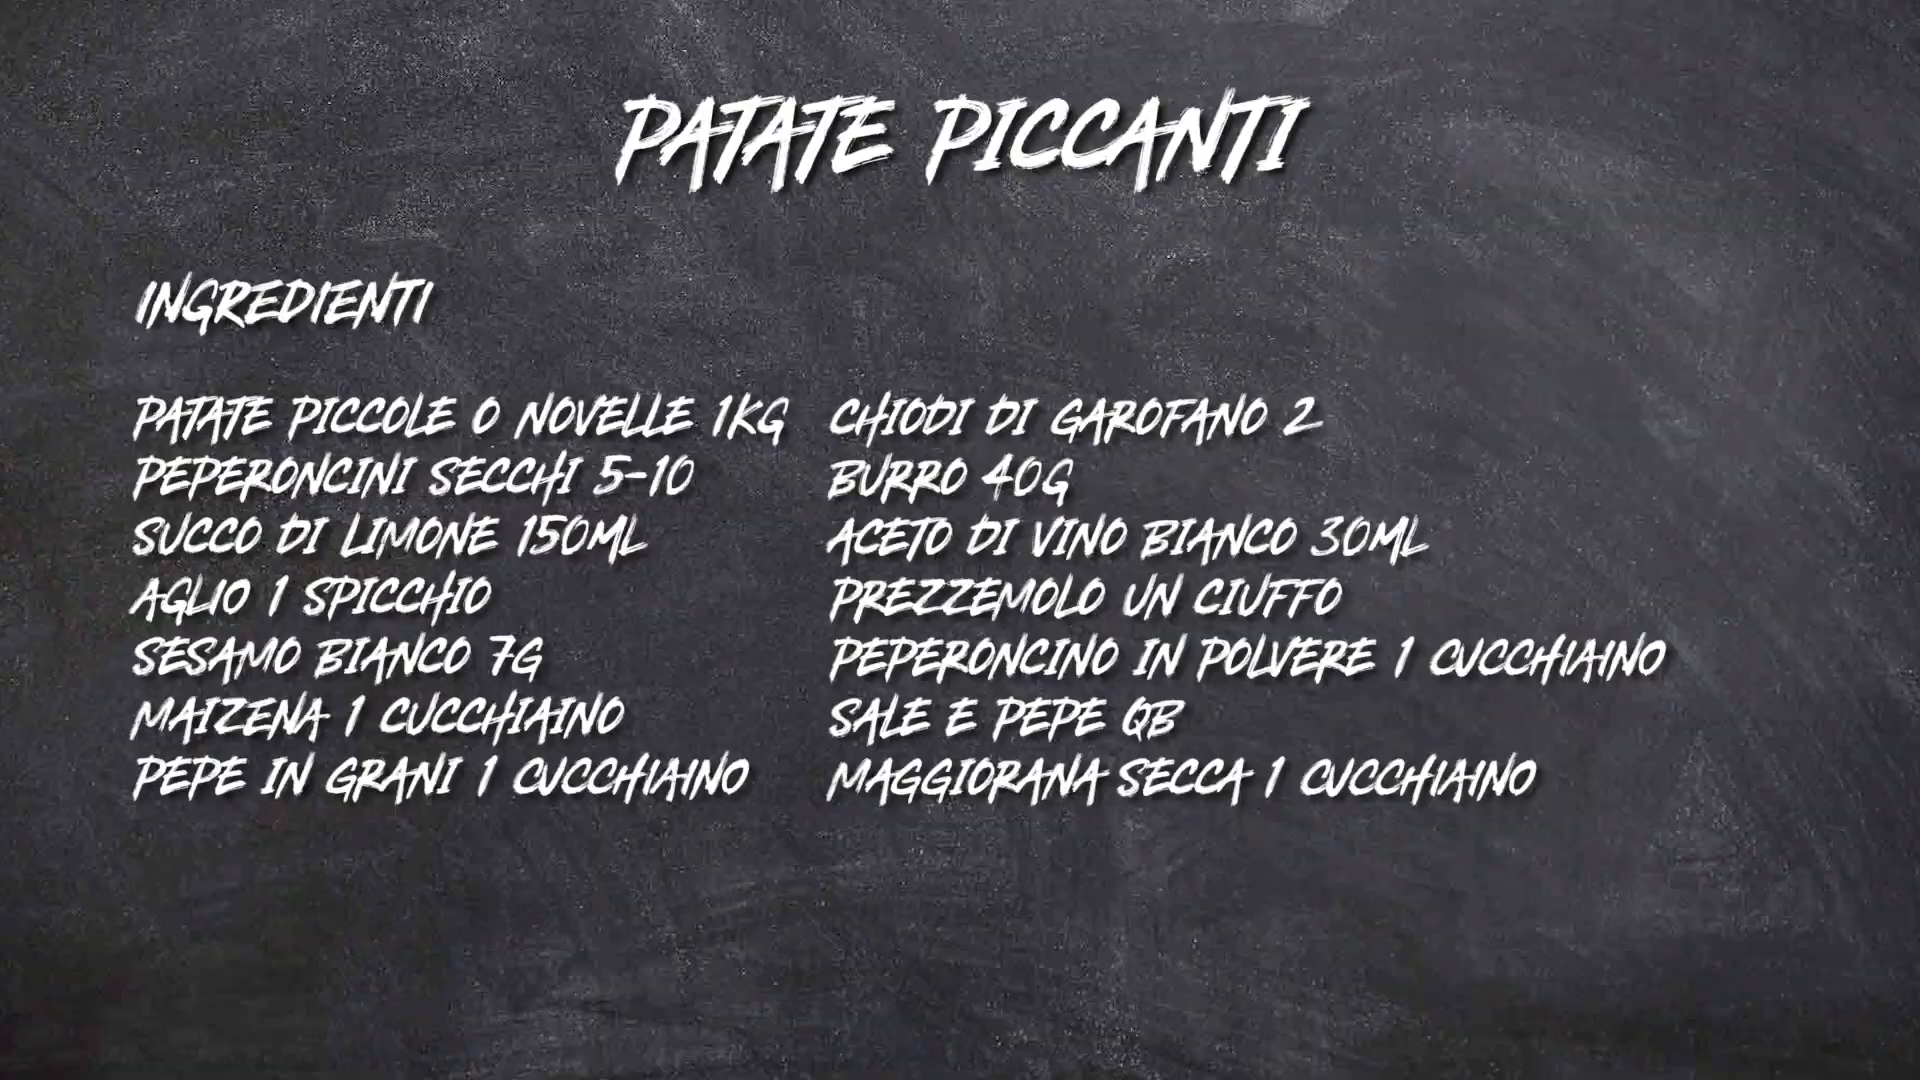 PATATE PICCANTI
INGREDIENTI
PATATE PICCOLE O NOVELLE 1KG
PEPERONCINI SECCHI 5-10
SUCCO DI LIMONE 150ML
AGLIO 1 SPICCHIO
SESAMO BIANCO 7G
MAIZENA 1 CUCCHIAINO
PEPE IN GRANI 1 CUCCHIAINO
CHIODI DI GAROFANO 2
BURRO 40G
ACETO DI VINO BIANCO 30ML
PREZZEMOLO UN CIUFFO
PEPERONCINO IN POLVERE 1 CUCCHIAINO
SALE E PEPE QB
MAGGIORANA SECCA 1 CUCCHIAINO